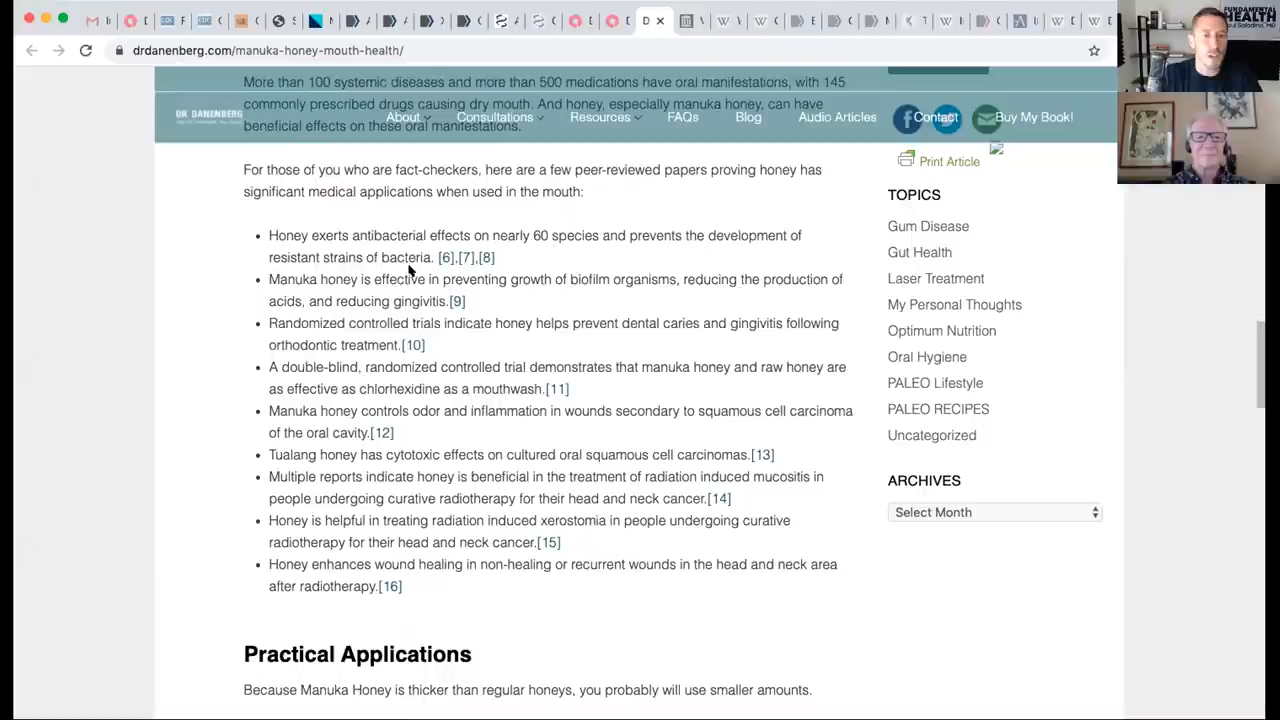 drdanenberg.com/manuka-honey-mouth-health/
FUNDAMENTAL
HEALTH
More than 100 systemic diseases and more than 500 medications have oral manifestations, with 145
commonly prescribed drugs causing dry mouth. And honey, especially manuka honey, can have
beneficial effects on these oral manifestations.
DR DANENBERG
About
Consultations
Resources
FAQs
Blog
Audio Articles
Contact
Buy My Book!
For those of you who are fact-checkers, here are a few peer-reviewed papers proving honey has
significant medical applications when used in the mouth:
Honey exerts antibacterial effects on nearly 60 species and prevents the development of
resistant strains of bacteria. [6],[7],[8]
Manuka honey is effective in preventing growth of biofilm organisms, reducing the production of
acids, and reducing gingivitis.[9]
Randomized controlled trials indicate honey helps prevent dental caries and gingivitis following
orthodontic treatment.[10]
A double-blind, randomized controlled trial demonstrates that manuka honey and raw honey are
as effective as chlorhexidine as a mouthwash.[11]
Manuka honey controls odor and inflammation in wounds secondary to squamous cell carcinoma
of the oral cavity.[12]
Tualang honey has cytotoxic effects on cultured oral squamous cell carcinomas.[13]
Multiple reports indicate honey is beneficial in the treatment of radiation induced mucositis in
people undergoing curative radiotherapy for their head and neck cancer.[14]
Honey is helpful in treating radiation induced xerostomia in people undergoing curative
radiotherapy for their head and neck cancer.[15]
Honey enhances wound healing in non-healing or recurrent wounds in the head and neck area
after radiotherapy.[16]
Practical Applications
Because Manuka Honey is thicker than regular honeys, you probably will use smaller amounts.
Print Article
TOPICS
Gum Disease
Gut Health
Laser Treatment
My Personal Thoughts
Optimum Nutrition
Oral Hygiene
PALEO Lifestyle
PALEO RECIPES
Uncategorized
ARCHIVES
Select Month